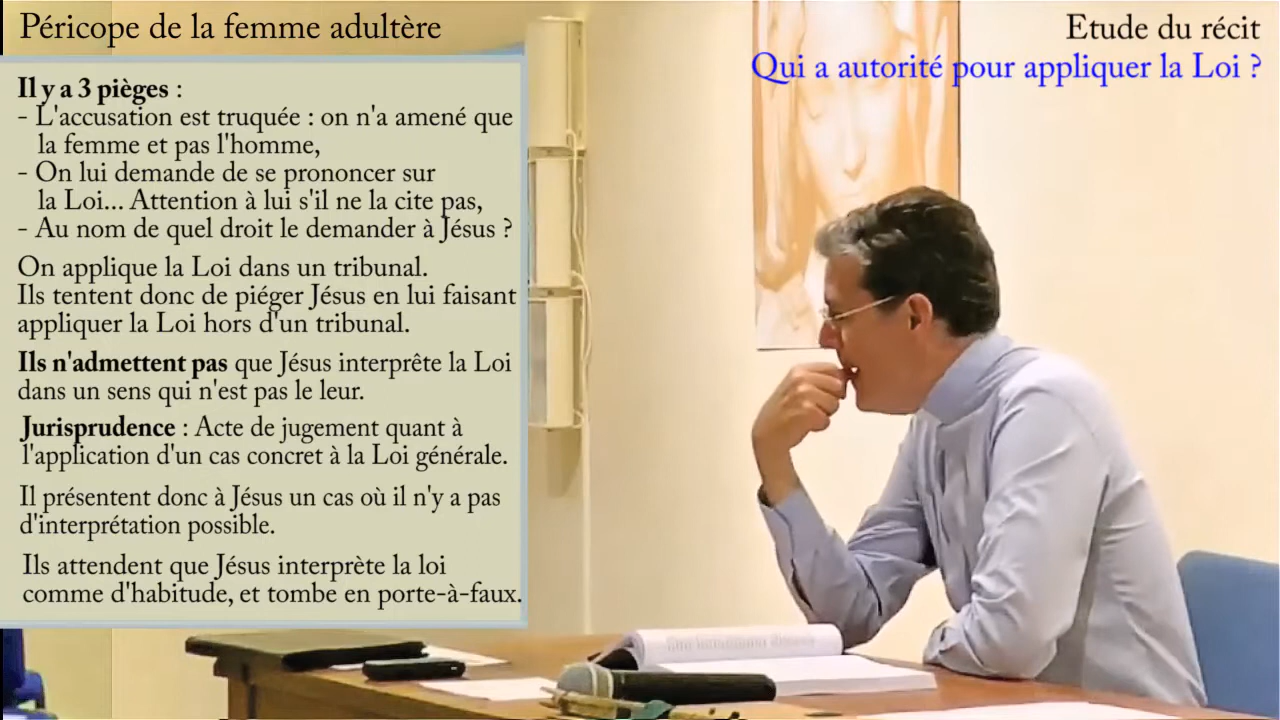 Péricope de la femme adultère
Etude du récit
Qui a autorité pour appliquer la Loi ?
Il y a 3 pièges :
- L'accusation est truquée : on n'a amené que
la femme et pas l'homme,
- On lui demande de se prononcer sur
la Loi... Attention à lui s'il ne la cite pas,
- Au nom de quel droit le demander à Jésus ?
On applique la Loi dans un tribunal.
Ils tentent donc de piéger Jésus en lui faisant
appliquer la Loi hors d'un tribunal.
Ils n'admettent pas que Jésus interprête la Loi
dans un sens qui n'est pas le leur.
Jurisprudence : Acte de jugement quant à
l'application d'un cas concret à la Loi générale.
Il présentent donc à Jésus un cas où il n'y a pas
d'interprétation possible.
Ils attendent que Jésus interprète la loi
comme d'habitude, et tombe en porte-à-faux.